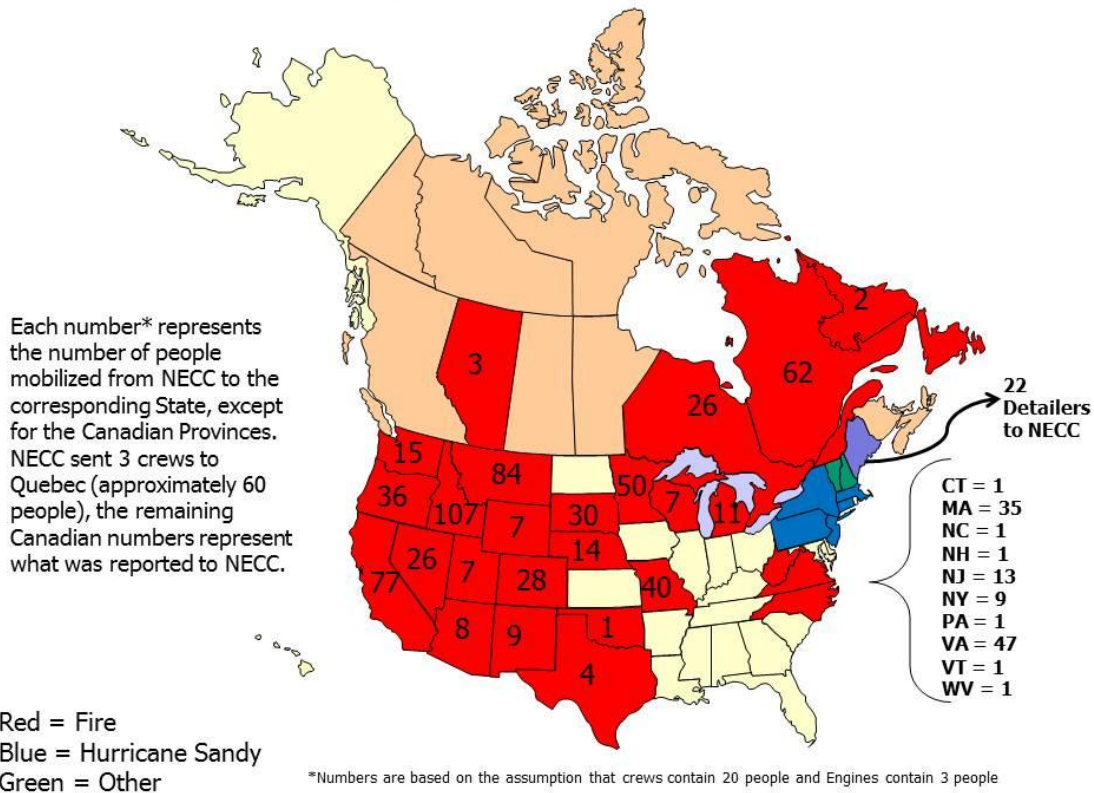 Each number* represents
the number of people
mobilized from NECC to the
corresponding State, except
for the Canadian Provinces.
NECC sent 3 crews to
Quebec (approximately 60
people), the remaining
Canadian numbers represent
what was reported to NECC.
2
3
62
26
22
Detailers
to NECC
15
84
50
36
107
7
30
7
11
26
7
28
14
40
77
8
9
1
4
CT = 1
MA = 35
NC = 1
NH = 1
NJ = 13
NY = 9
PA = 1
VA = 47
VT = 1
WV = 1
Red = Fire
Blue = Hurricane Sandy
Green = Other
*Numbers are based on the assumption that crews contain 20 people and Engines contain 3 people